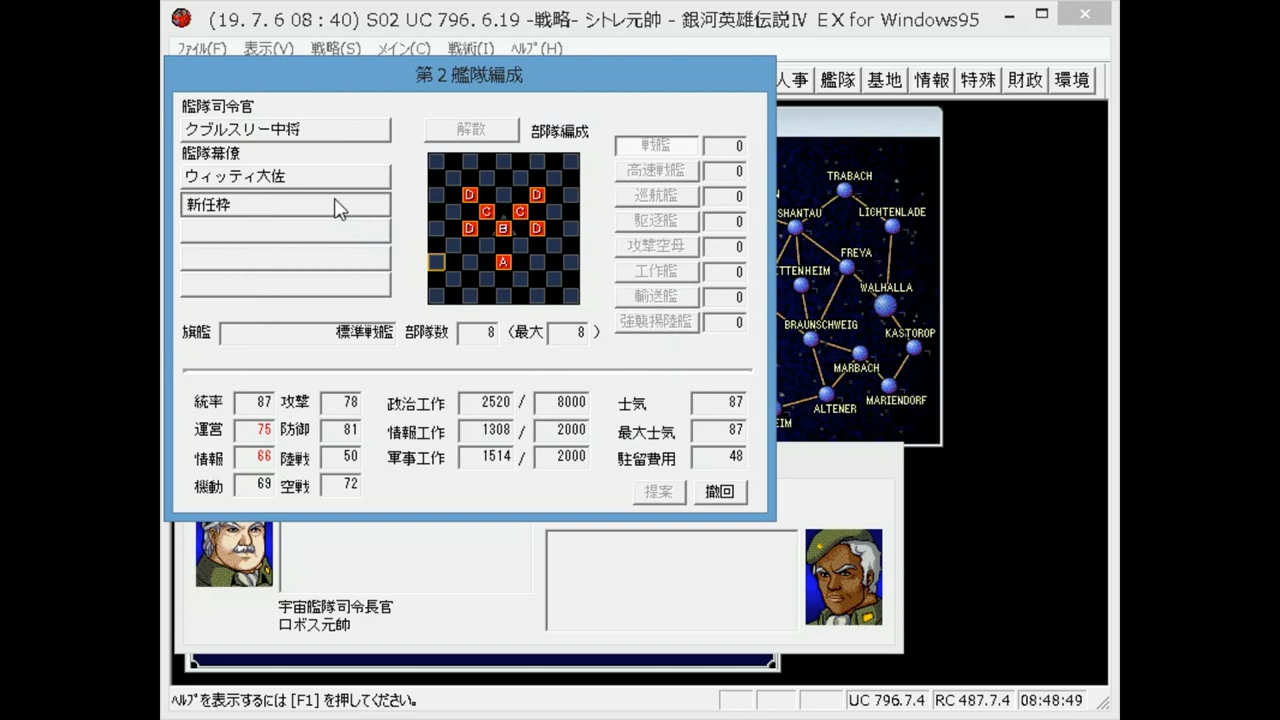 (19. 7. 6 08 : 40) S02 UC 796. 6.19 -戦略- シトレ元帥 - 銀河英雄伝説Ⅳ EX for Windows95
ﾌｧｲﾙ(F) 表示(V) 戦略(S) メイン(C) 戦術(I) ﾍﾙﾌﾟ(H)
人事 艦隊 基地 情報 特殊 財政 環境
第２艦隊編成
艦隊司令官
クブルスリー中将
艦隊幕僚
ウィッティ大佐
新任枠
解散 部隊編成
D D
C C
D B D
A
戦艦 0
高速戦艦 0
巡航艦 0
駆逐艦 0
攻撃空母 0
工作艦 0
輸送艦 0
強襲揚陸艦 0
旗艦 標準戦艦 部隊数 8 (最大 8 )
統率 87 攻撃 78 政治工作 2520 / 8000 士気 87
運営 75 防御 81 情報工作 1308 / 2000 最大士気 87
情報 66 陸戦 50 軍事工作 1514 / 2000 駐留費用 48
機動 69 空戦 72
提案 撤回
TRABACH
SHANTAU
LICHTENLADE
FREYA
TTENHEIM
WALHALLA
BRAUNSCHWEIG
KASTOROP
MARBACH
MARIENDORF
ALTENER
EIM
宇宙艦隊司令長官
ロボス元帥
ﾍﾙﾌﾟを表示するには [F1] を押してください。
UC 796.7.4 RC 487.7.4 08:48:49